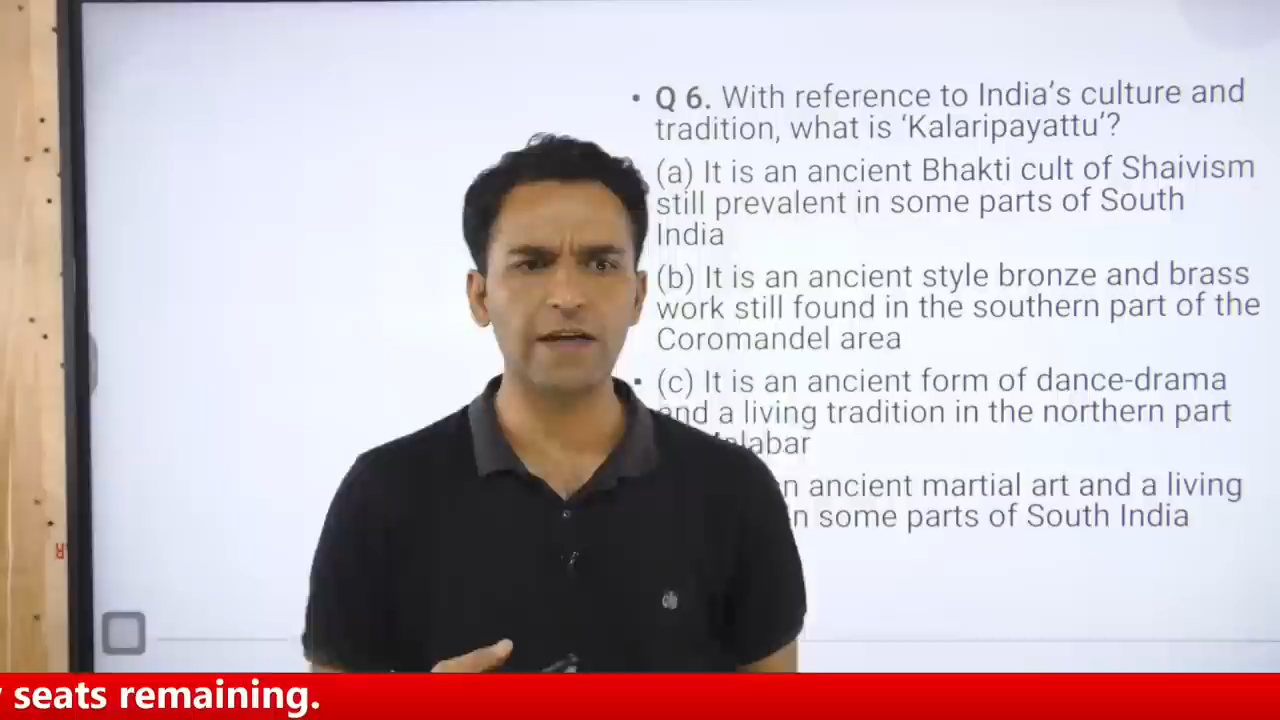 • Q 6. With reference to India's culture and
tradition, what is 'Kalaripayattu'?
(a) It is an ancient Bhakti cult of Shaivism
still prevalent in some parts of South
India
(b) It is an ancient style bronze and brass
work still found in the southern part of the
Coromandel area
• (c) It is an ancient form of dance-drama
and a living tradition in the northern part
Malabar
ancient martial art and a living
some parts of South India
seats remaining.